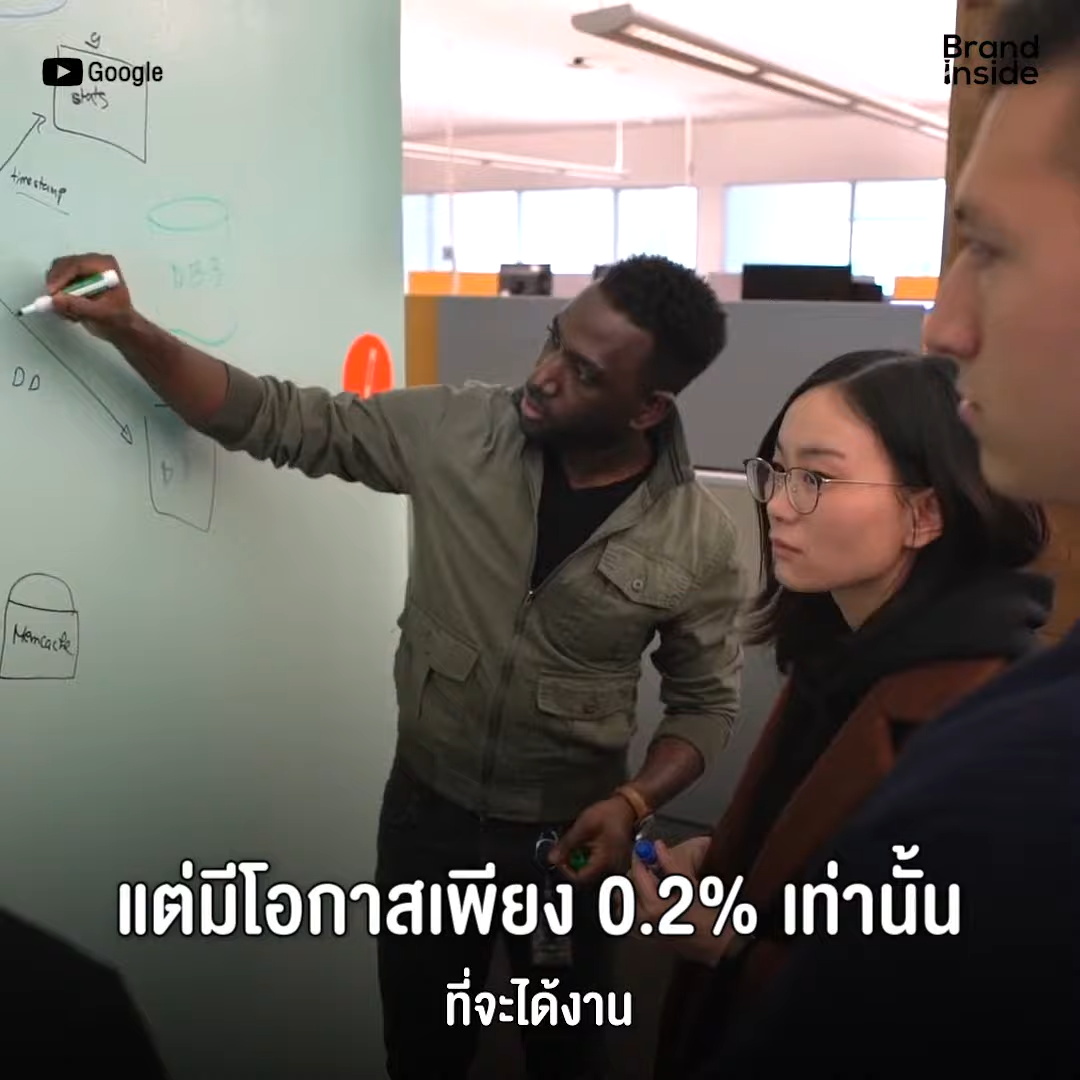 Google
Brand
Inside
stats
timestamp
DD
Memcache
แต่มีโอกาสเพียง 0.2% เท่านั้น
ที่จะได้งาน